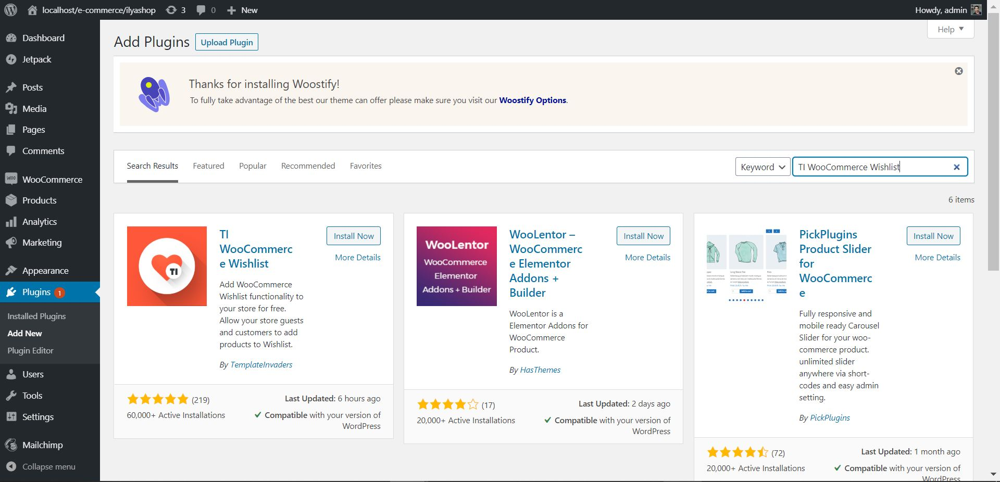 localhost/e-commerce/ilyashop 3 0 New Howdy, admin
Help
Dashboard
Jetpack
Posts
Media
Pages
Comments
WooCommerce
Products
Analytics
Marketing
Appearance
Plugins 1
Installed Plugins
Add New
Plugin Editor
Users
Tools
Settings
Mailchimp
Collapse menu
Add Plugins Upload Plugin
Thanks for installing Woostify!
To fully take advantage of the best our theme can offer please make sure you visit our Woostify Options.
Search Results Featured Popular Recommended Favorites Keyword TI WooCommerce Wishlist
6 items
TI
WooCommerc
e Wishlist
Install Now
More Details
Add WooCommerce
Wishlist functionality to
your store for free.
Allow your store guests
and customers to add
products to Wishlist.
By TemplateInvaders
(219)
Last Updated: 6 hours ago
60,000+ Active Installations
Compatible with your version of
WordPress
WooLentor
WooCommerce
Elementor
Addons + Builder
WooLentor –
WooCommerc
e Elementor
Addons +
Builder
Install Now
More Details
WooLentor is a
Elementor Addons for
WooCommerce
Product.
By HasThemes
(17)
Last Updated: 2 days ago
20,000+ Active Installations
Compatible with your version of
WordPress
PickPlugins
Product Slider
for
WooCommerc
e
Install Now
More Details
Fully responsive and
mobile ready Carousel
Slider for your woo-
commerce product.
unlimited slider
anywhere via short-
codes and easy admin
setting.
By PickPlugins
(72)
Last Updated: 1 month ago
20,000+ Active Installations
Compatible with your version of
WordPress